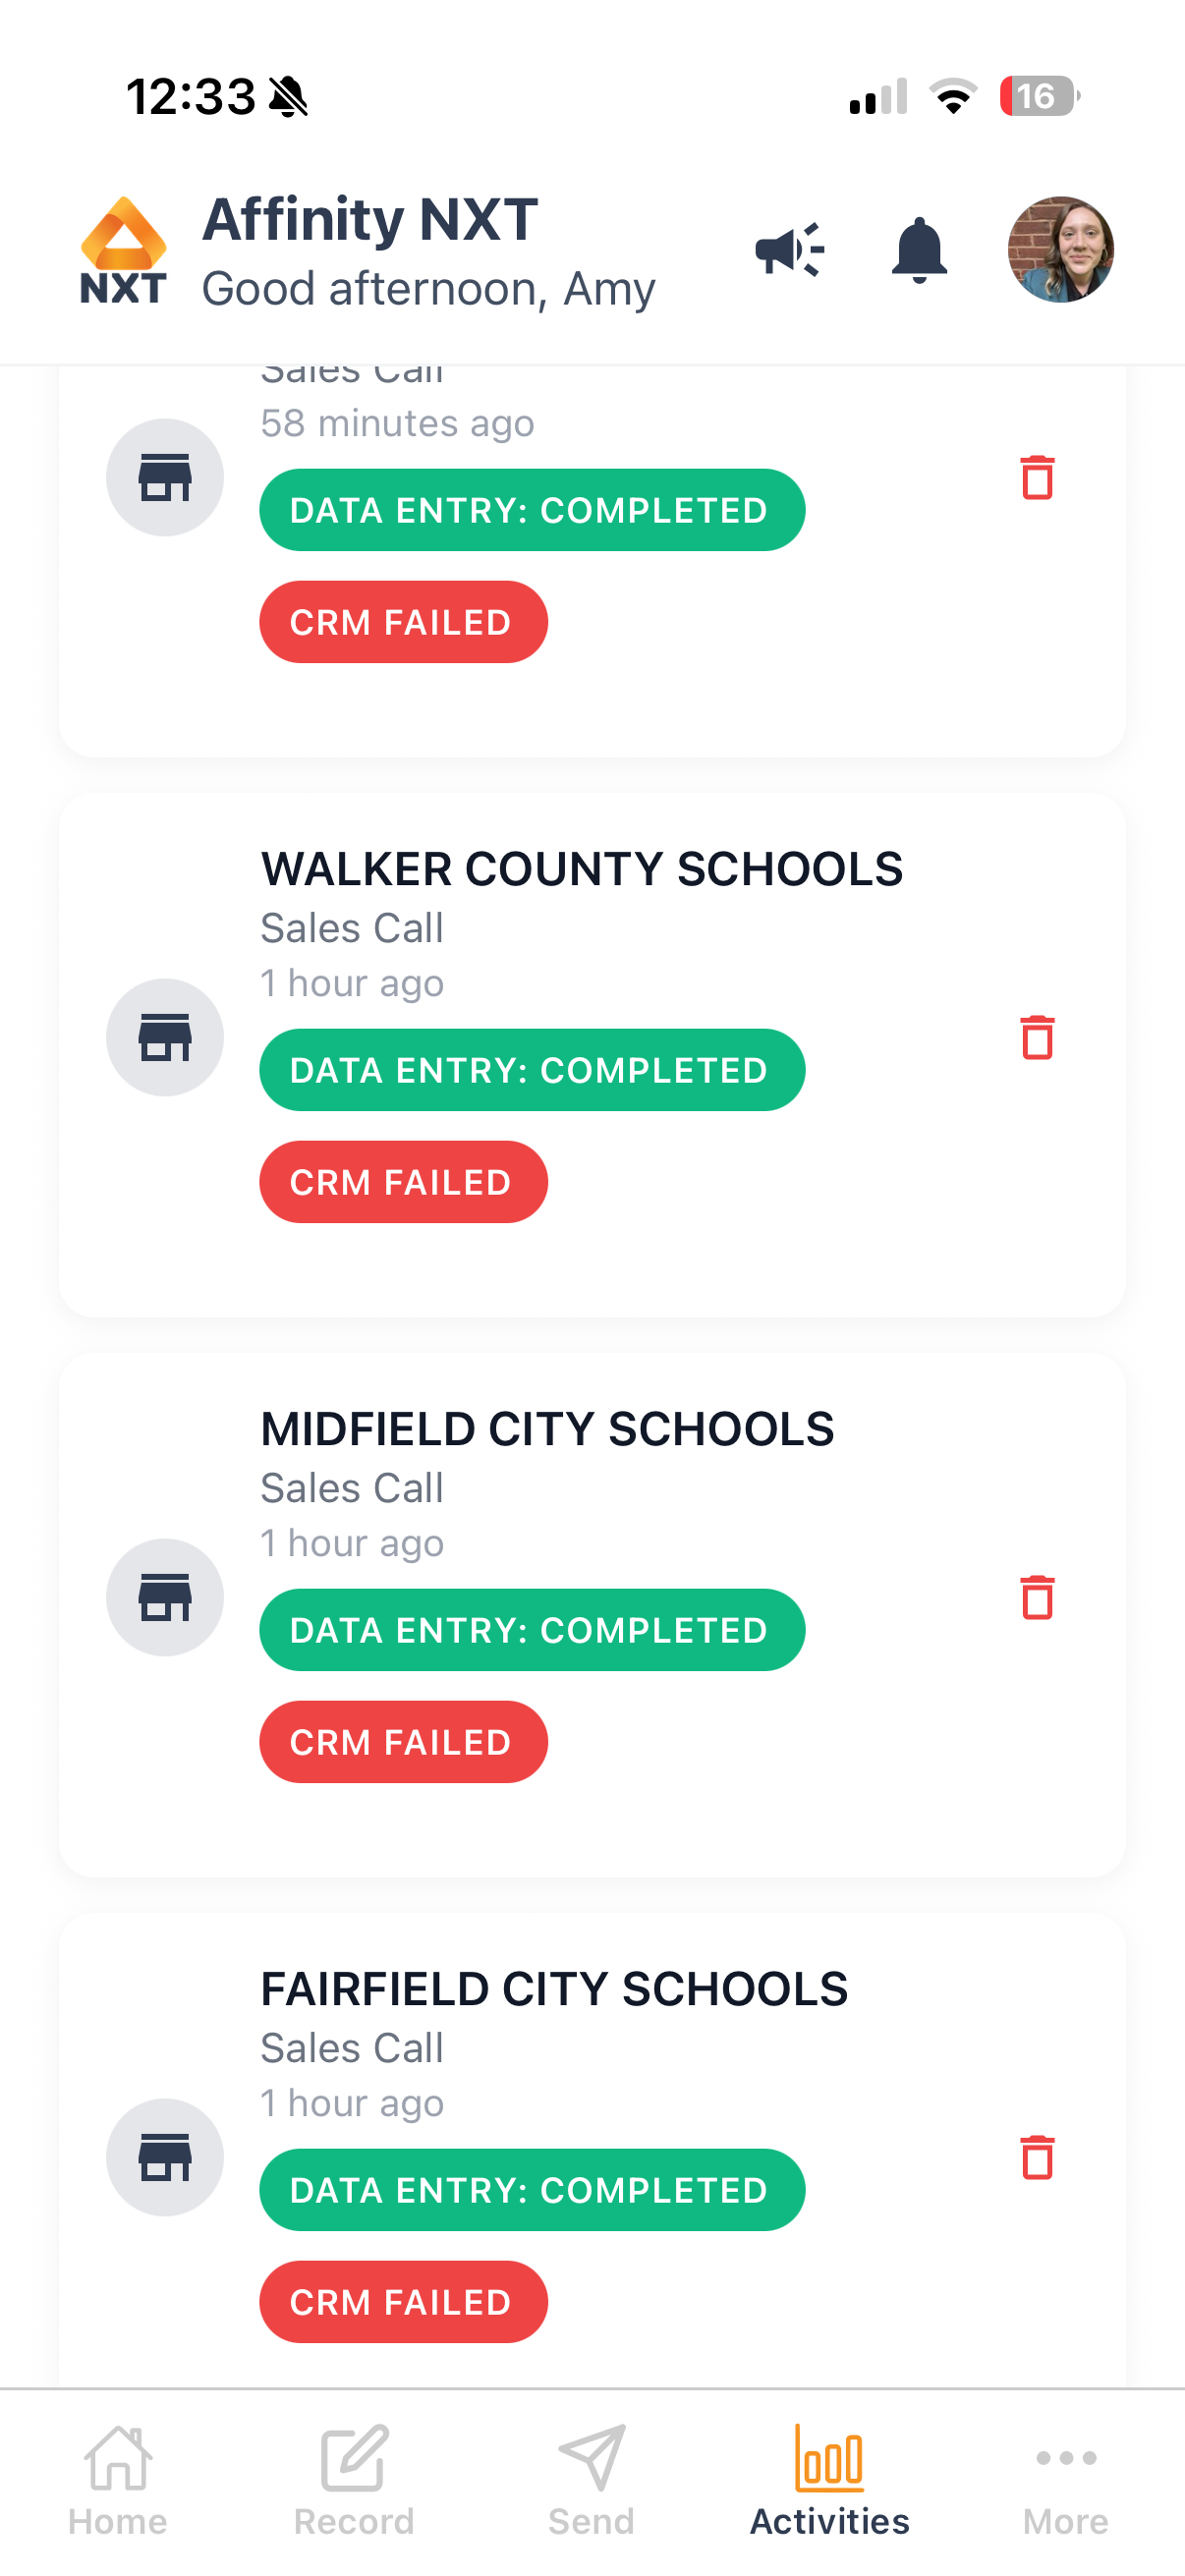 12:33
16
Affinity NXT
NXT
Good afternoon, Amy
Sales Call
58 minutes ago
DATA ENTRY: COMPLETED
CRM FAILED
WALKER COUNTY SCHOOLS
Sales Call
1 hour ago
DATA ENTRY: COMPLETED
CRM FAILED
MIDFIELD CITY SCHOOLS
Sales Call
1 hour ago
DATA ENTRY: COMPLETED
CRM FAILED
FAIRFIELD CITY SCHOOLS
Sales Call
1 hour ago
DATA ENTRY: COMPLETED
CRM FAILED
Home
Record
Send
Activities
More